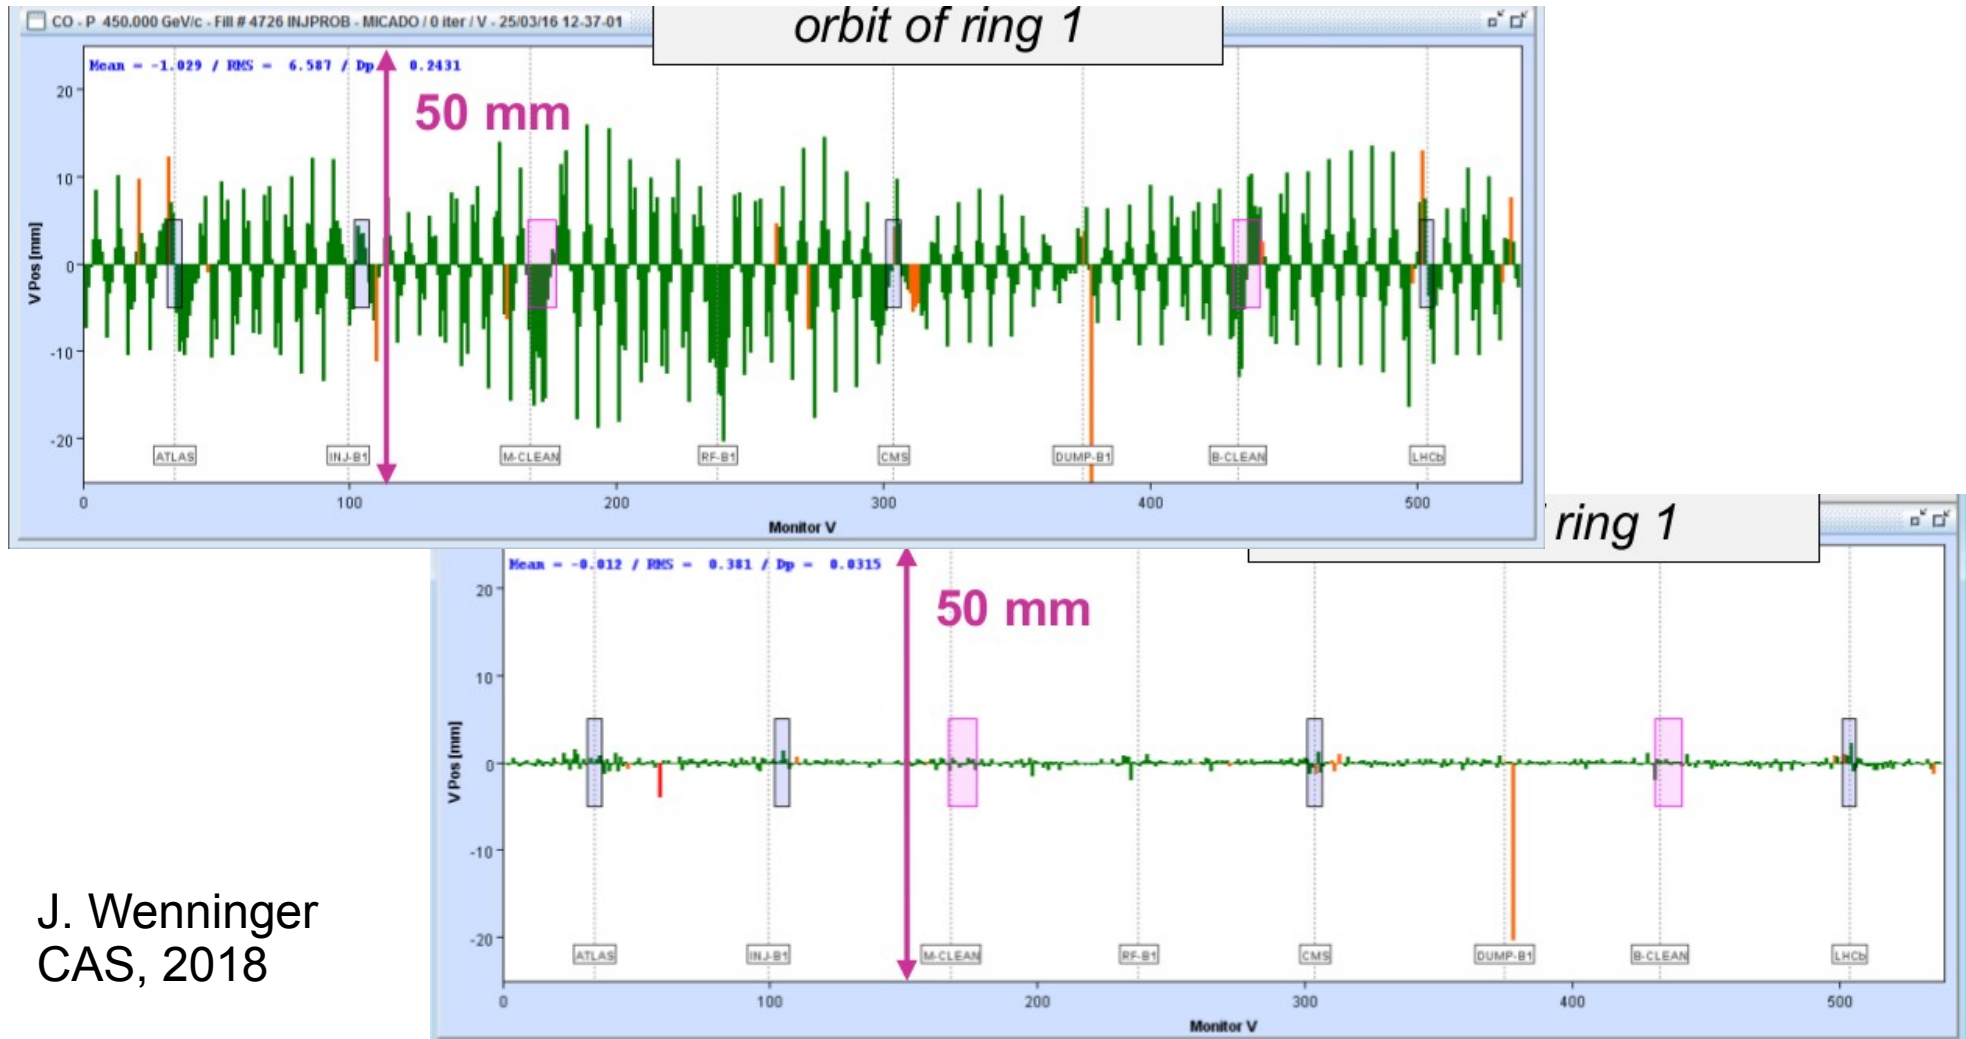 CO - P 450.000 GeV/c - Fill # 4726 INJPROB - MICADO / 0 iter / V - 25/03/16 12-37-01
orbit of ring 1
Mean = -1.029 / RMS = 6.587 / Dp 0.2431
50 mm
20
10
0
-10
-20
V Pos [mm]
ATLAS INJ-B1 M-CLEAN RF-B1 CMS DUMP-B1 B-CLEAN LHCb
0 100 200 300 400 500
Monitor V
ring 1
Mean = -0.012 / RMS = 0.381 / Dp = 0.0315
50 mm
20
10
0
-10
-20
V Pos [mm]
ATLAS INJ-B1 M-CLEAN RF-B1 CMS DUMP-B1 B-CLEAN LHCb
0 100 200 300 400 500
Monitor V
J. Wenninger
CAS, 2018